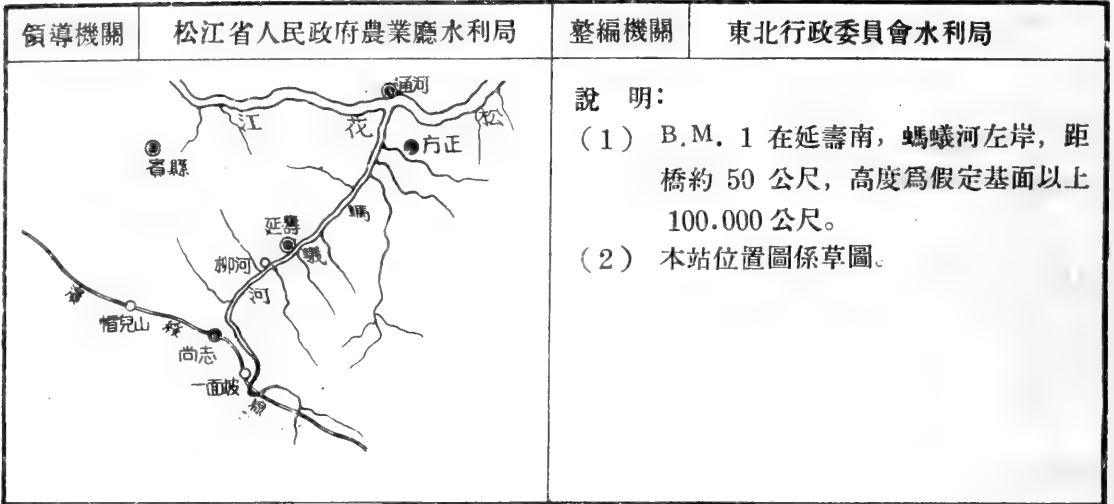 領導機關 松江省人民政府農業廳水利局 整編機關 東北行政委員會水利局
通河
江 花 松
方正
賓縣
螞
延壽
蟻
柳河
河
濱
帽兒山 綏
尚志
一面坡
線
說 明：
(1) B.M. 1 在延壽南，螞蟻河左岸，距
橋約 50 公尺，高度爲假定基面以上
100.000 公尺。
(2) 本站位置圖係草圖。